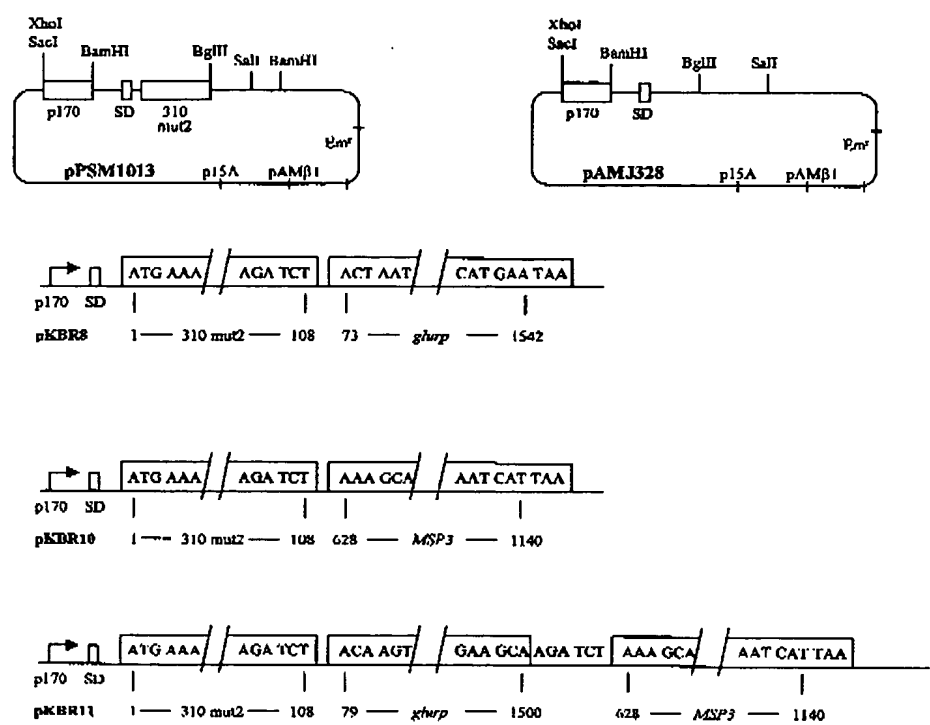 XhoI
SacI
BamHI
BglII
SalI
BamHI
p170
SD
310
mut2
Emʳ
pPSM1013
p15A
pAMβ1
XhoI
SacI
BamHI
BglII
SalI
p170
SD
Emʳ
pAMJ328
p15A
pAMβ1
ATG AAA
AGA TCT
ACT AAT
CAT GAA TAA
p170 SD
pKBR8
1 — 310 mut2 — 108 73 — glurp — 1542
ATG AAA
AGA TCT
AAA GCA
AAT CAT TAA
p170 SD
pKBR10
1 — 310 mut2 — 108 628 — MSP3 — 1140
ATG AAA
AGA TCT
ACA AGT
GAA GCA AGA TCT
AAA GCA
AAT CAT TAA
p170 SD
pKBR11
1 — 310 mut2 — 108 79 — glurp — 1500 628 — MSP3 — 1140